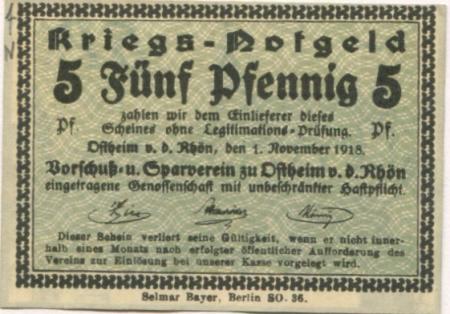 Kriegs-Notgeld
5 Fünf Pfennig 5
Pf. zahlen wir dem Einlieferer dieses Pf.
Scheines ohne Legitimations-Prüfung.
Ostheim v. d. Rhön, den 1. November 1918.
Vorschuß- u. Sparverein zu Ostheim v. d. Rhön
eingetragene Genossenschaft mit unbeschränkter Haftpflicht.
Dieser Schein verliert seine Gültigkeit, wenn er nicht inner-
halb eines Monats nach erfolgter öffentlicher Aufforderung des
Vereins zur Einlösung bei unserer Kasse vorgelegt wird.
Selmar Bayer, Berlin SO. 36.